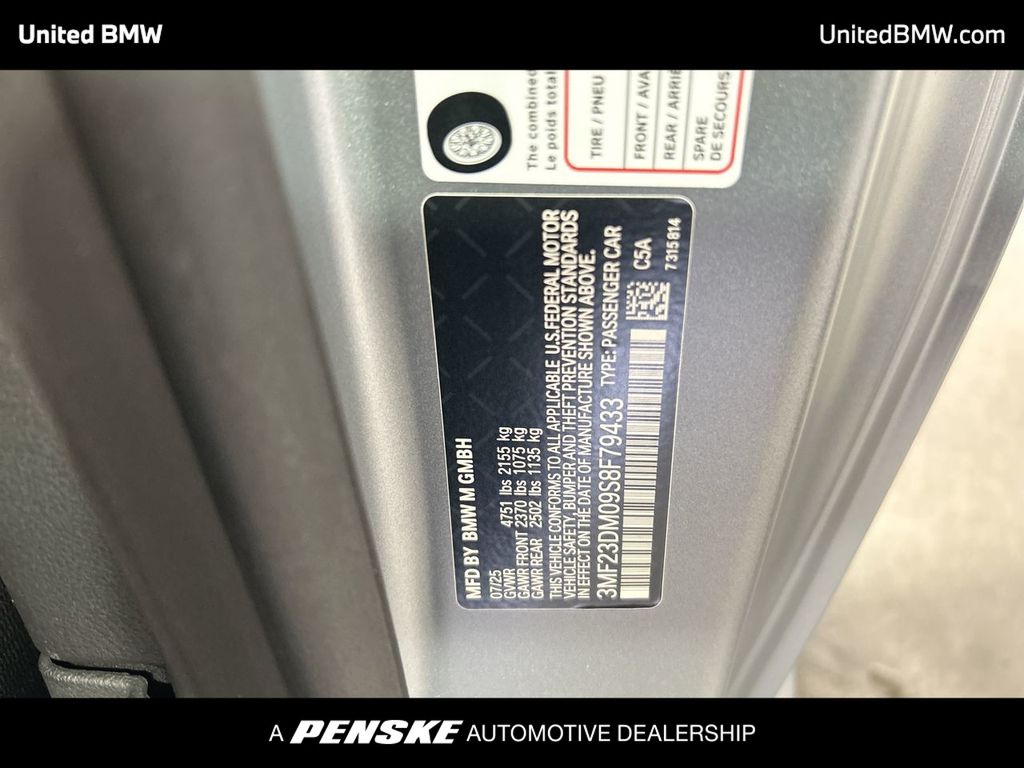 United BMW
UnitedBMW.com
The combined
Le poids total
TIRE / PNEU
FRONT / AVA
REAR / ARRIÈ
SPARE
DE SECOURS
MFD BY BMW M GMBH
07/25
GVWR 4751 lbs 2155 kg
GAWR FRONT 2370 lbs 1075 kg
GAWR REAR 2502 lbs 1135 kg
THIS VEHICLE CONFORMS TO ALL APPLICABLE U.S.FEDERAL MOTOR
VEHICLE SAFETY, BUMPER AND THEFT PREVENTION STANDARDS
IN EFFECT ON THE DATE OF MANUFACTURE SHOWN ABOVE.
3MF23DM09S8F79433 TYPE: PASSENGER CAR
C5A
7315814
A PENSKE AUTOMOTIVE DEALERSHIP